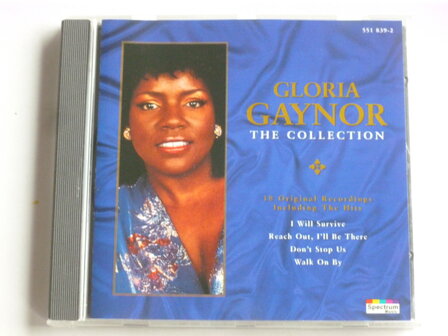 551 839-2
GLORIA
GAYNOR
THE COLLECTION
18 Original Recordings
Including The Hits
I Will Survive
Reach Out, I'll Be There
Don't Stop Us
Walk On By
Spectrum
Music